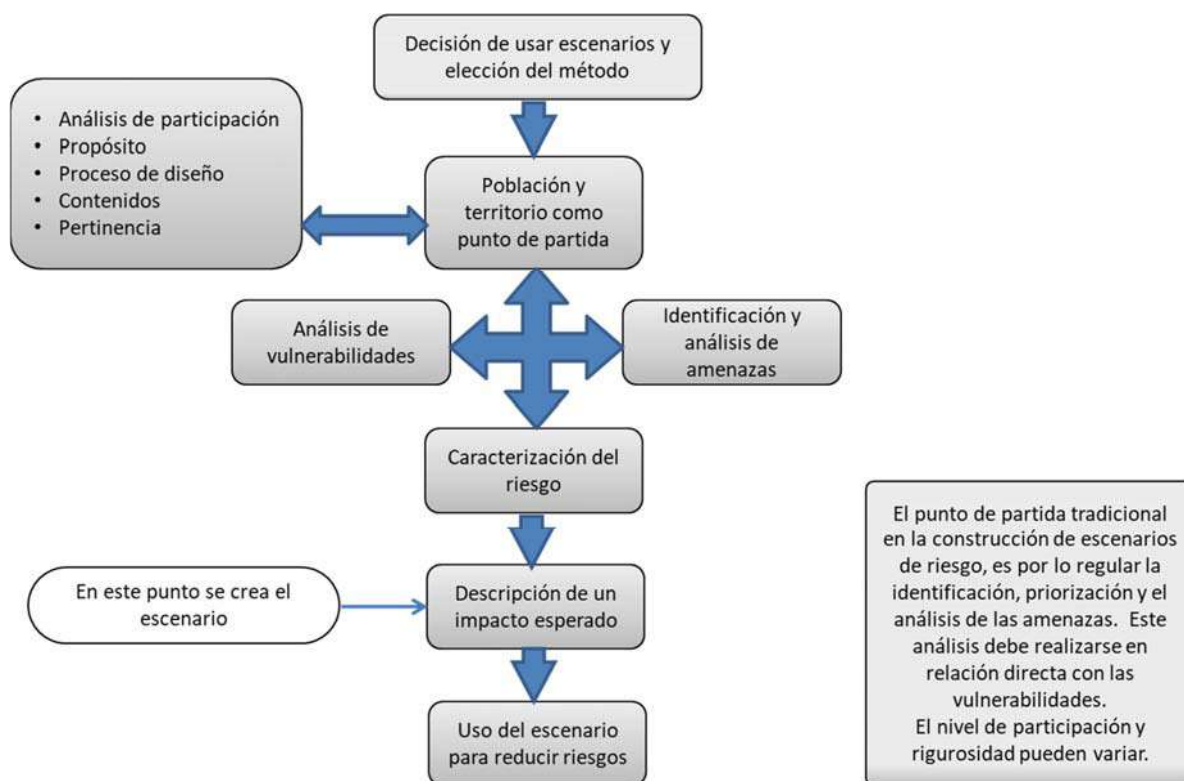 Decisión de usar escenarios y
elección del método
• Análisis de participación
• Propósito
• Proceso de diseño
• Contenidos
• Pertinencia
Población y
territorio como
punto de partida
Análisis de
vulnerabilidades
Identificación y
análisis de
amenazas
Caracterización del
riesgo
En este punto se crea el
escenario
Descripción de un
impacto esperado
Uso del escenario
para reducir riesgos
El punto de partida tradicional
en la construcción de escenarios
de riesgo, es por lo regular la
identificación, priorización y el
análisis de las amenazas. Este
análisis debe realizarse en
relación directa con las
vulnerabilidades.
El nivel de participación y
rigurosidad pueden variar.